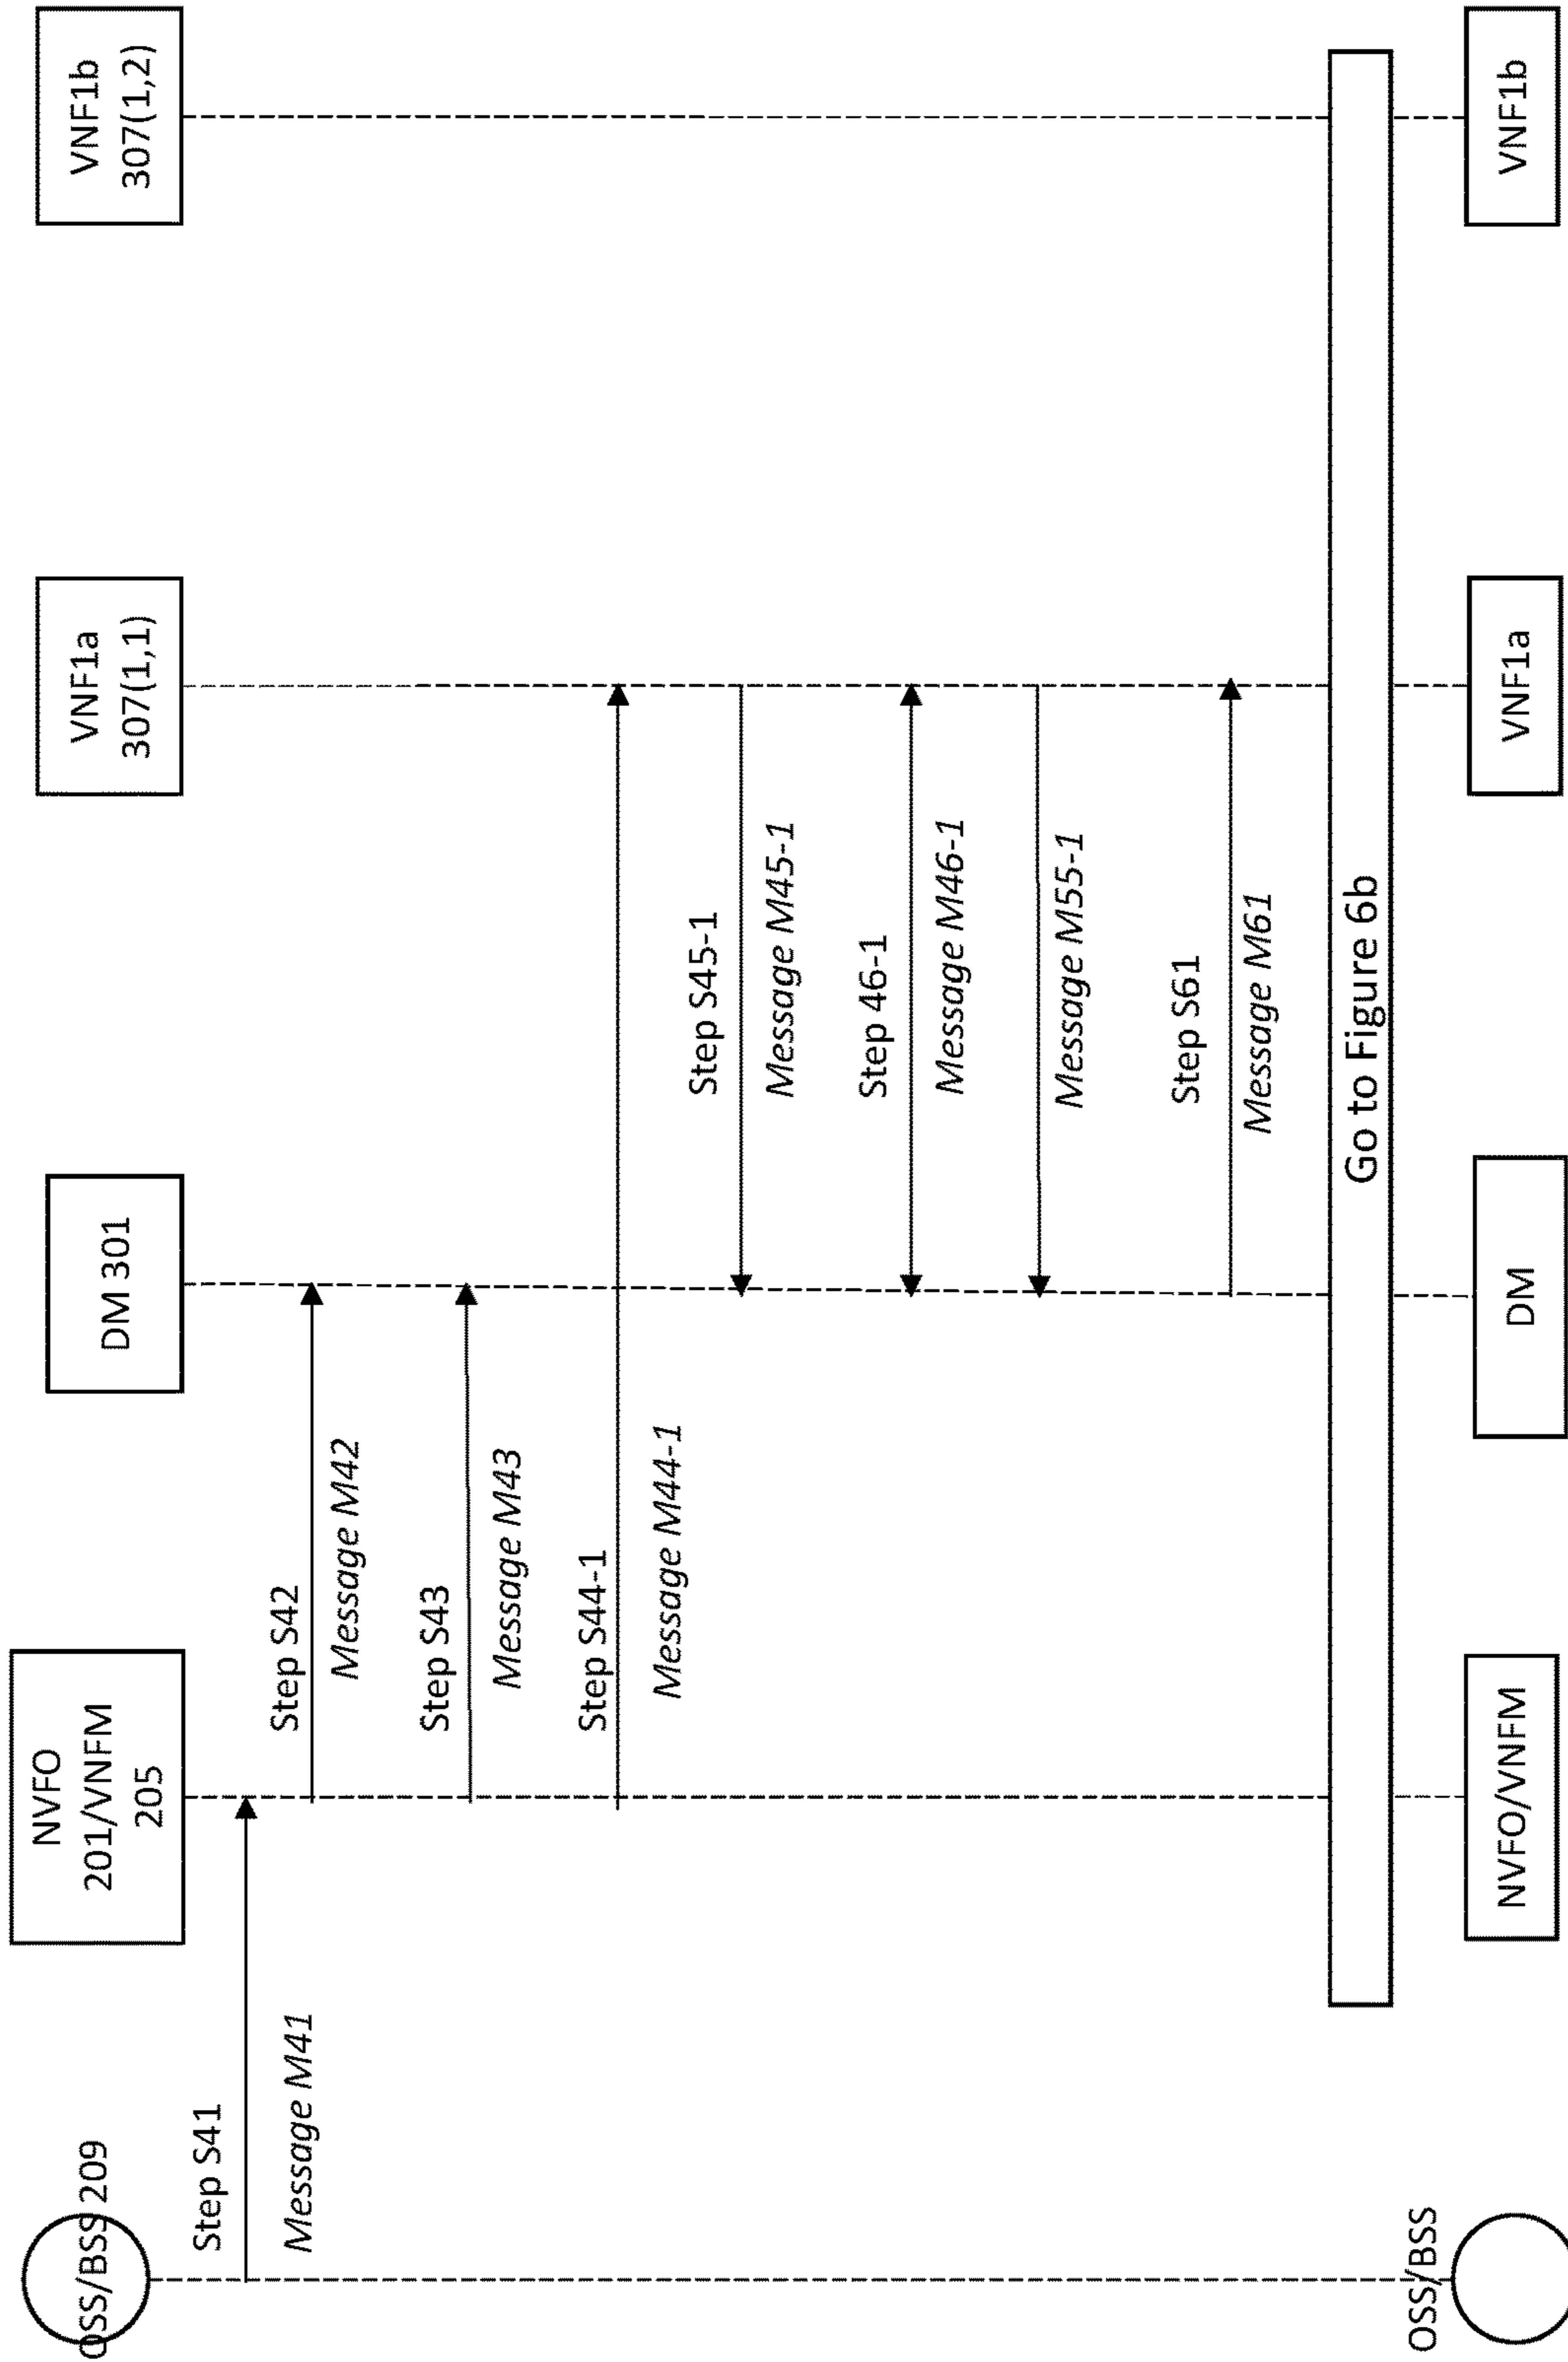 OSS/BSS 209
NVFO
201/VNFM
205
DM 301
VNF1a
307(1,1)
VNF1b
307(1,2)
Step S41
Message M41
Step S42
Message M42
Step S43
Message M43
Step S44-1
Message M44-1
Step S45-1
Message M45-1
Step 46-1
Message M46-1
Message M55-1
Step S61
Message M61
Go to Figure 6b
OSS/BSS
NVFO/VNFM
DM
VNF1a
VNF1b